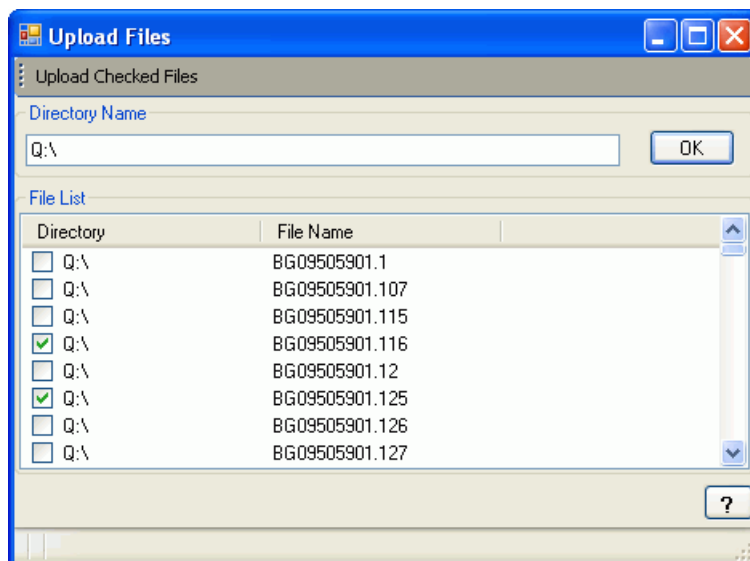 Upload Files
Upload Checked Files
Directory Name
Q:\ OK
File List
Directory File Name
Q:\ BG09505901.1
Q:\ BG09505901.107
Q:\ BG09505901.115
Q:\ BG09505901.116
Q:\ BG09505901.12
Q:\ BG09505901.125
Q:\ BG09505901.126
Q:\ BG09505901.127
?